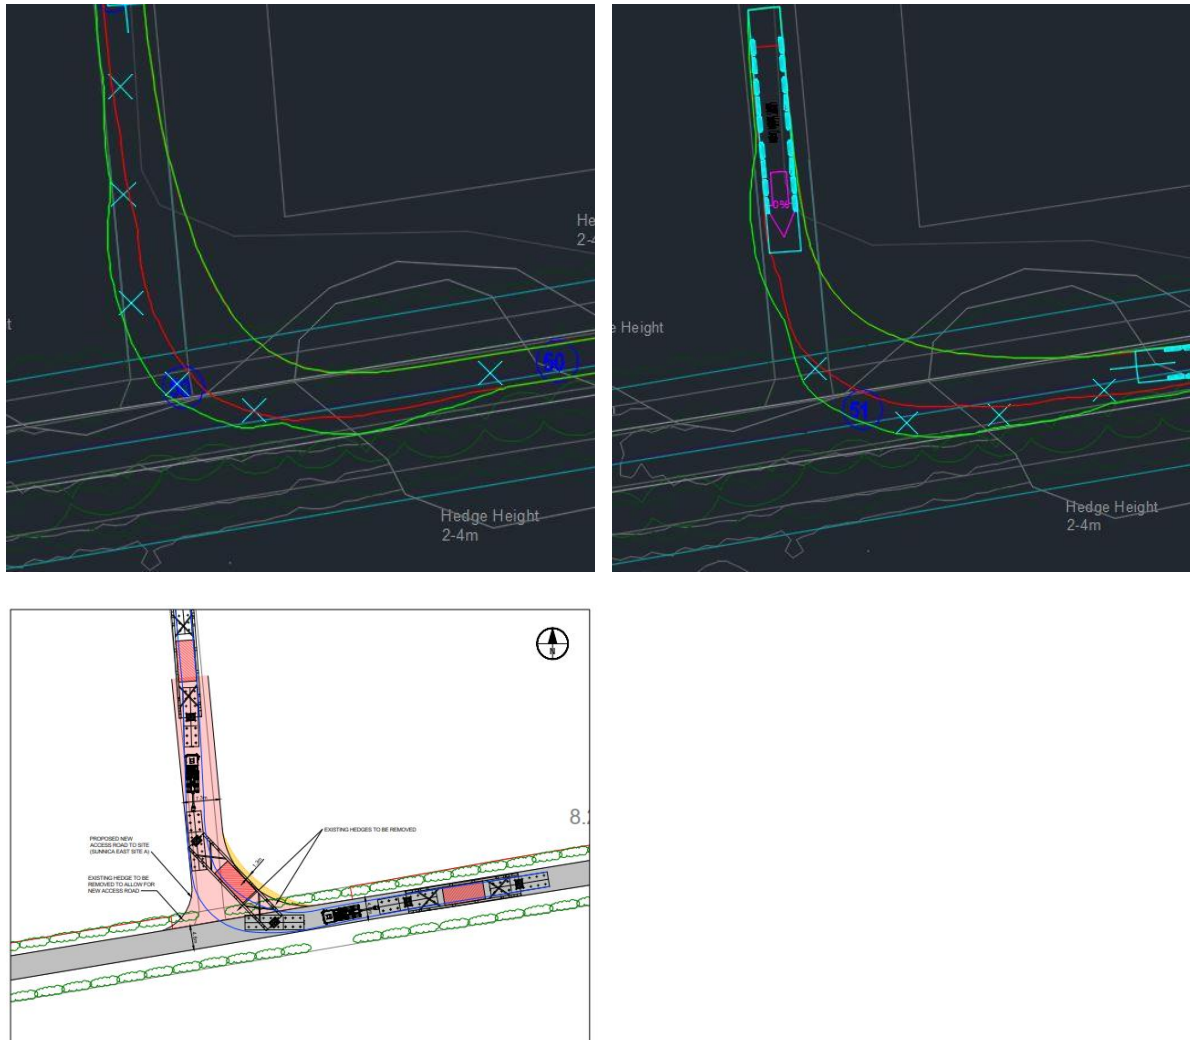 He
2-4
t
50
Hedge Height
2-4m
0%
e Height
51
Hedge Height
2-4m
N
8.2
PROPOSED NEW
ACCESS ROAD TO SITE
(SUNNICA EAST SITE A)
EXISTING HEDGES TO BE REMOVED
EXISTING HEDGE TO BE
REMOVED TO ALLOW FOR
NEW ACCESS ROAD